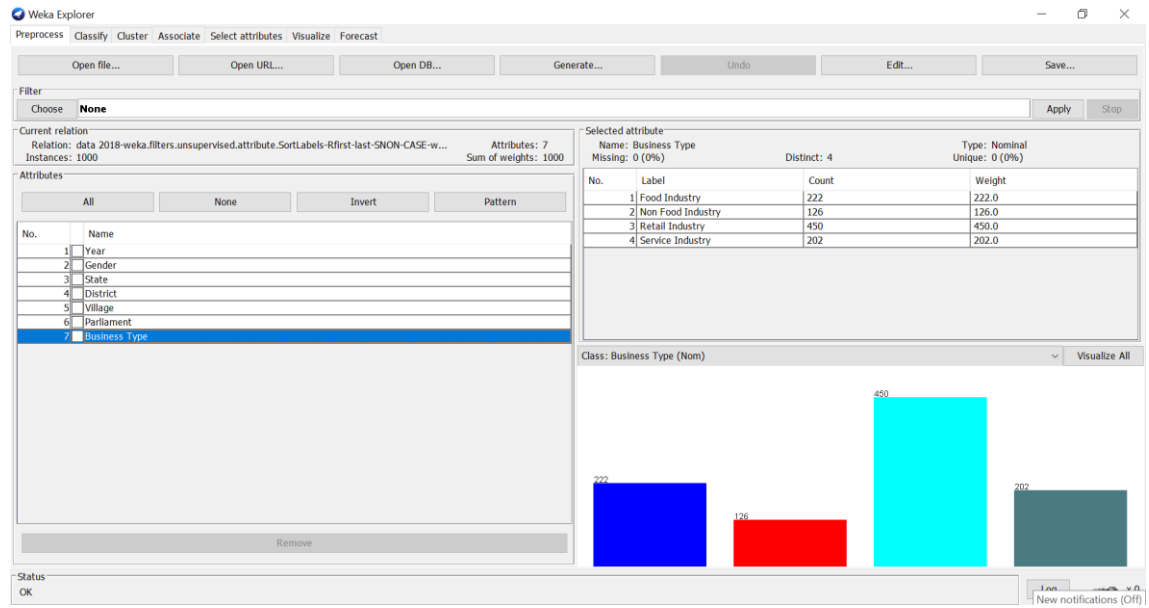 Weka Explorer
Preprocess Classify Cluster Associate Select attributes Visualize Forecast
Open file... Open URL... Open DB... Generate... Undo Edit... Save...
Filter
Choose None Apply Stop
Current relation
Relation: data 2018-weka.filters.unsupervised.attribute.SortLabels-Rfirst-last-SNON-CASE-w... Attributes: 7
Instances: 1000 Sum of weights: 1000
Attributes
All None Invert Pattern
No. Name
1 Year
2 Gender
3 State
4 District
5 Village
6 Parliament
7 Business Type
Remove
Selected attribute
Name: Business Type Type: Nominal
Missing: 0 (0%) Distinct: 4 Unique: 0 (0%)
No. Label Count Weight
1 Food Industry 222 222.0
2 Non Food Industry 126 126.0
3 Retail Industry 450 450.0
4 Service Industry 202 202.0
Class: Business Type (Nom) Visualize All
450
222
202
126
Status
OK
Log x 0
New notifications (Off)